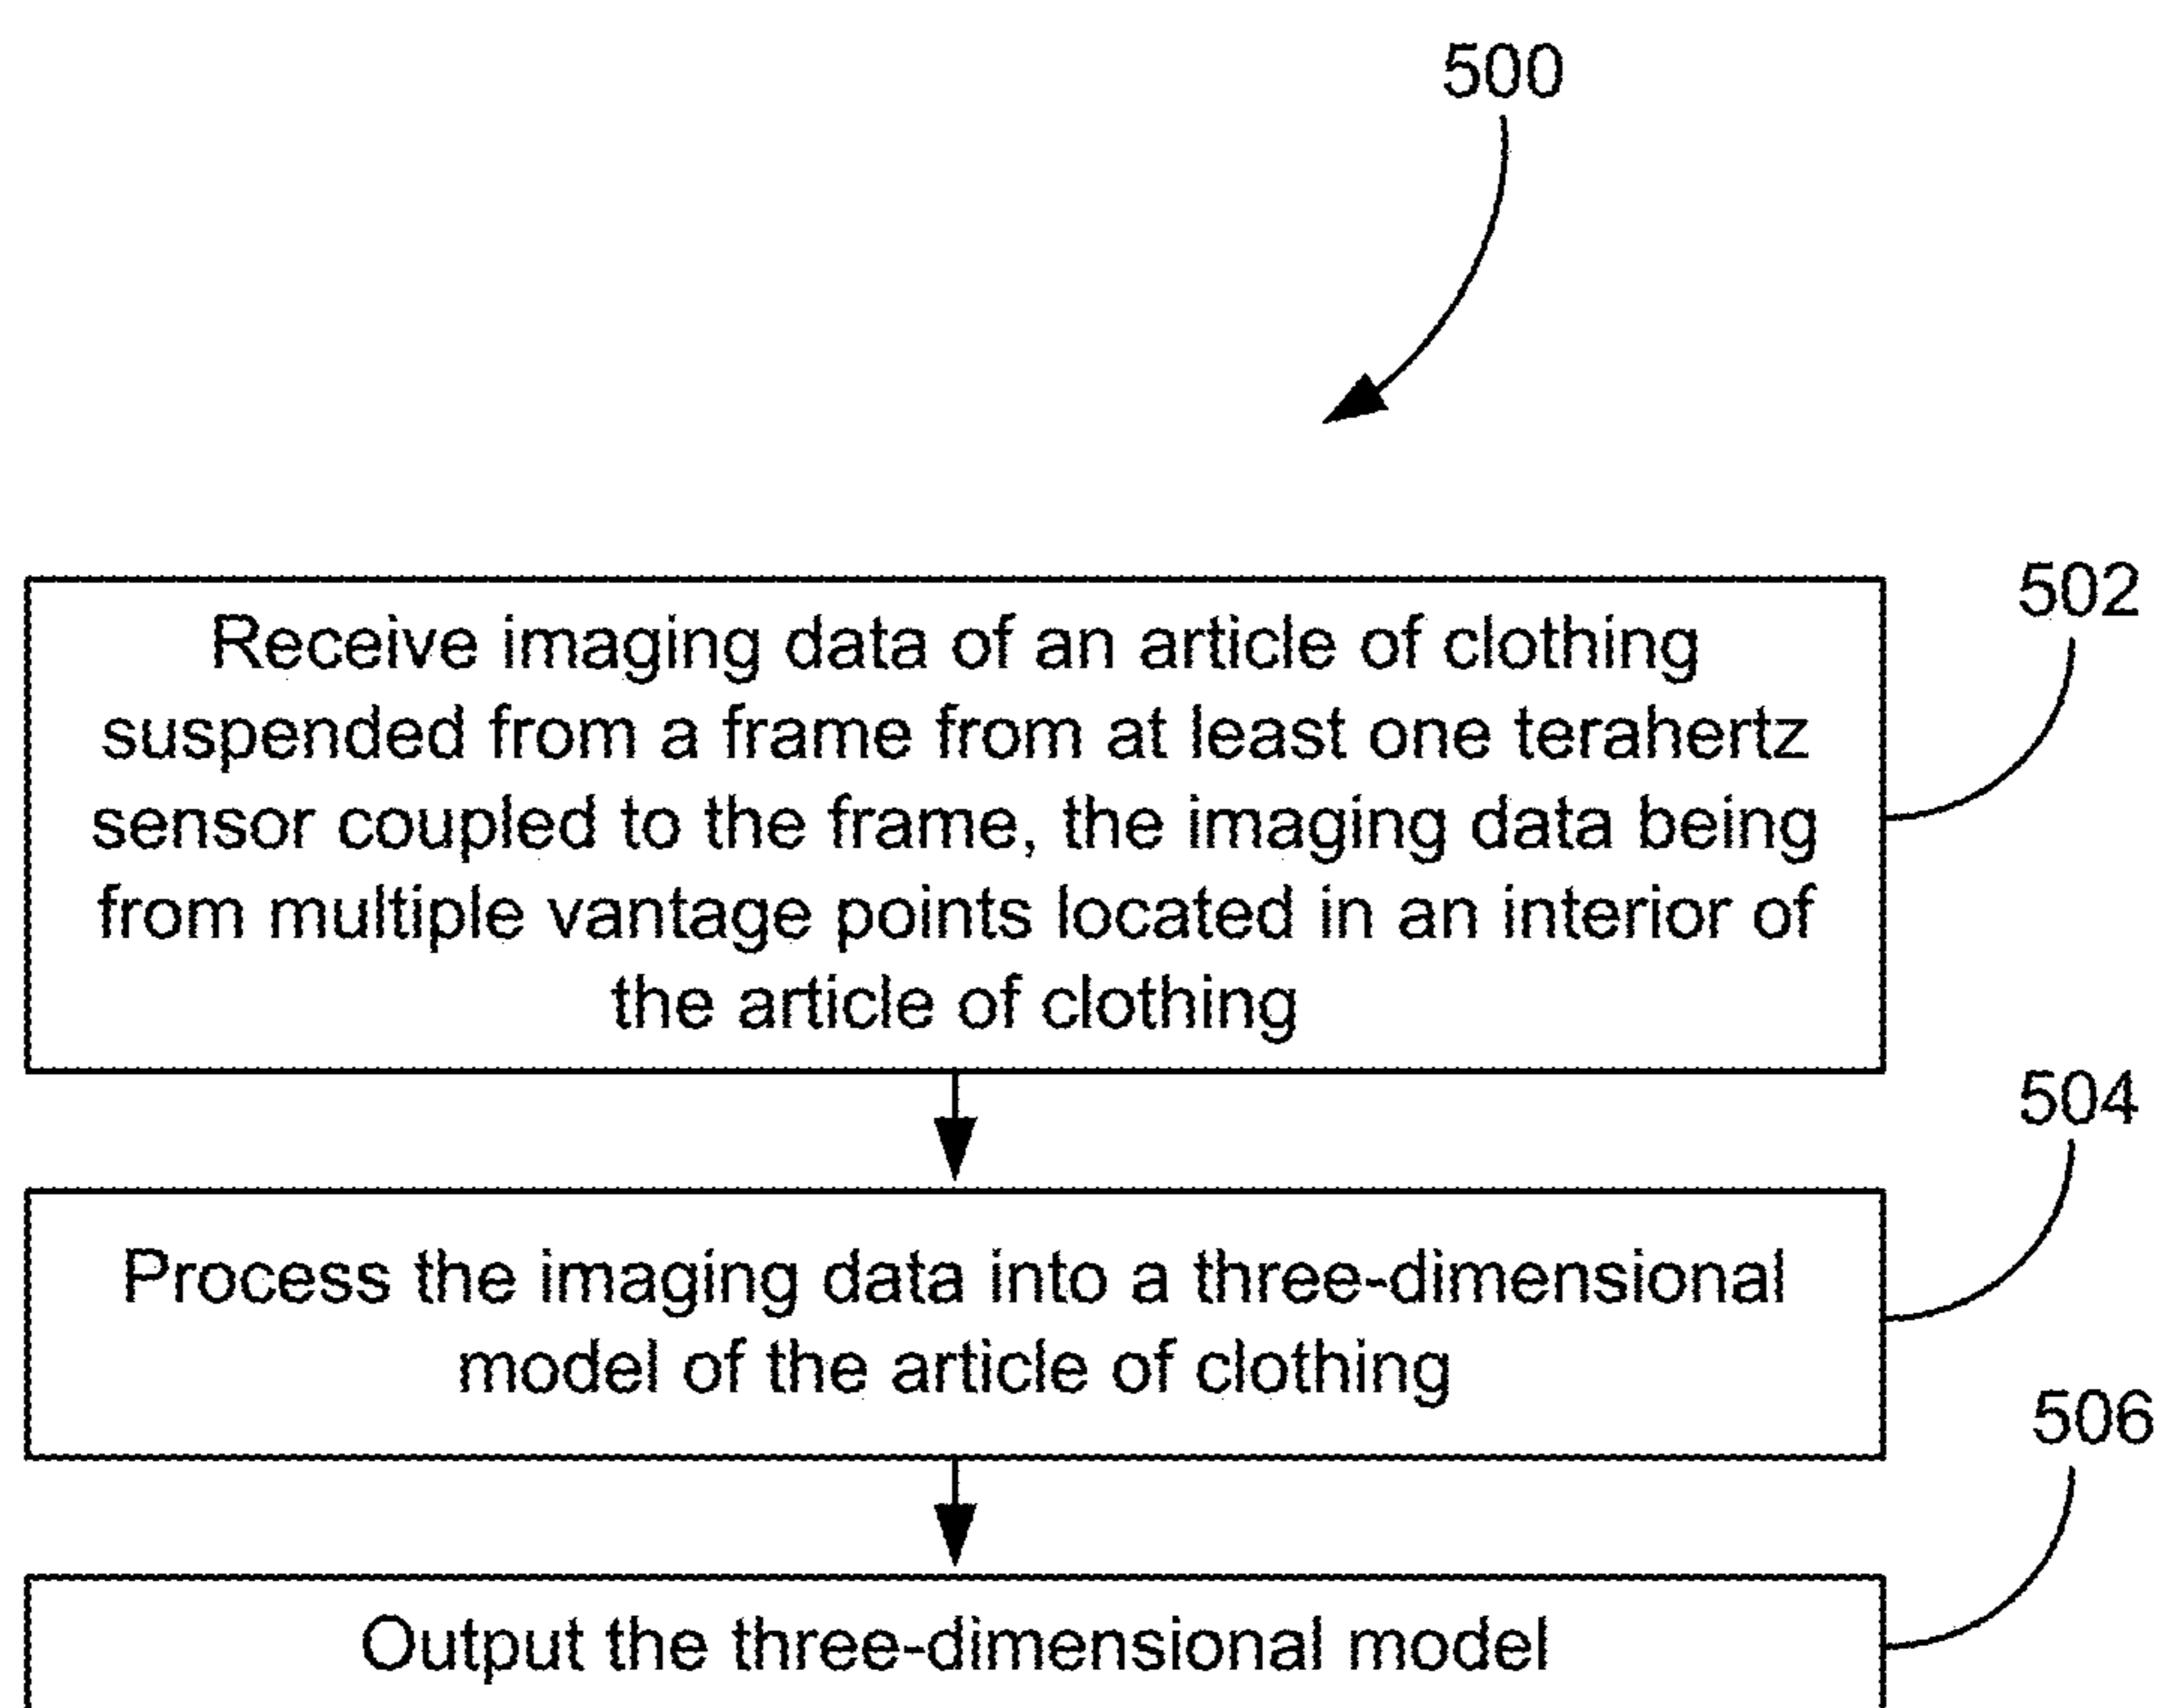 500
502
Receive imaging data of an article of clothing
suspended from a frame from at least one terahertz
sensor coupled to the frame, the imaging data being
from multiple vantage points located in an interior of
the article of clothing
504
Process the imaging data into a three-dimensional
model of the article of clothing
506
Output the three-dimensional model